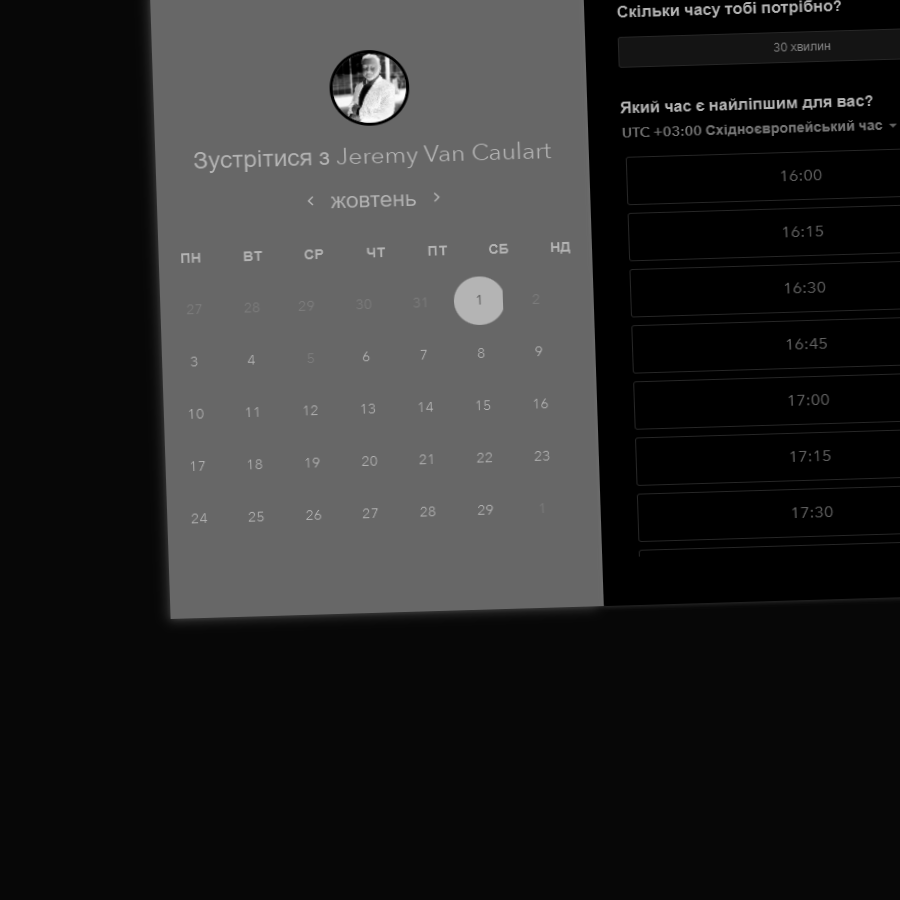 Зустрітися з Jeremy Van Caulart
‹ жовтень ›
ПН ВТ СР ЧТ ПТ СБ НД
27 28 29 30 31 1 2
3 4 5 6 7 8 9
10 11 12 13 14 15 16
17 18 19 20 21 22 23
24 25 26 27 28 29 1
Скільки часу тобі потрібно?
30 хвилин
Який час є найліпшим для вас?
UTC +03:00 Східноєвропейський час
16:00
16:15
16:30
16:45
17:00
17:15
17:30